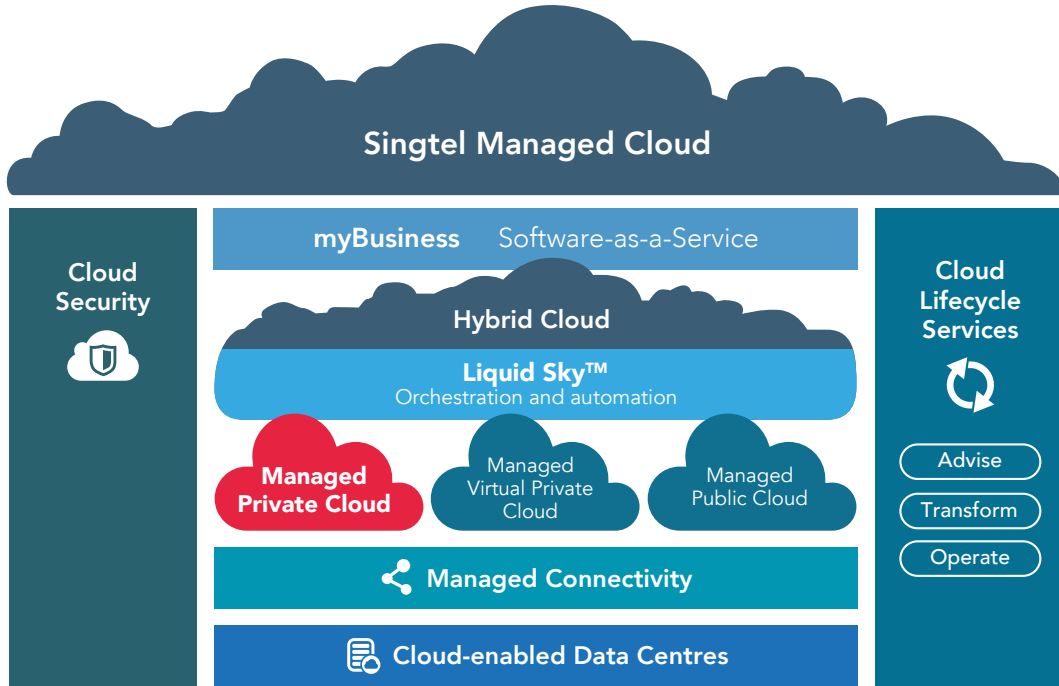 Singtel Managed Cloud
Cloud
Security
myBusiness Software-as-a-Service
Hybrid Cloud
Liquid Sky™
Orchestration and automation
Managed
Private Cloud
Managed
Virtual Private
Cloud
Managed
Public Cloud
Managed Connectivity
Cloud-enabled Data Centres
Cloud
Lifecycle
Services
Advise
Transform
Operate